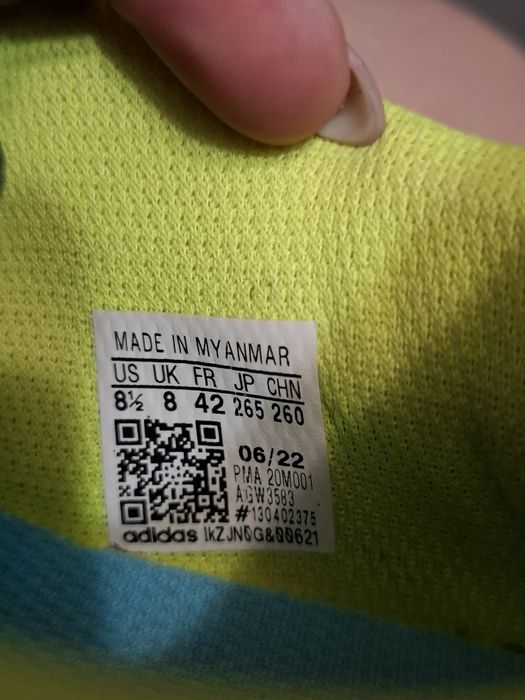 MADE IN MYANMAR
US UK FR JP CHN
8½ 8 42 265 260
06/22
PMA 20M001
AGW3583
#130402375
adidas 1kZJN0G&00621